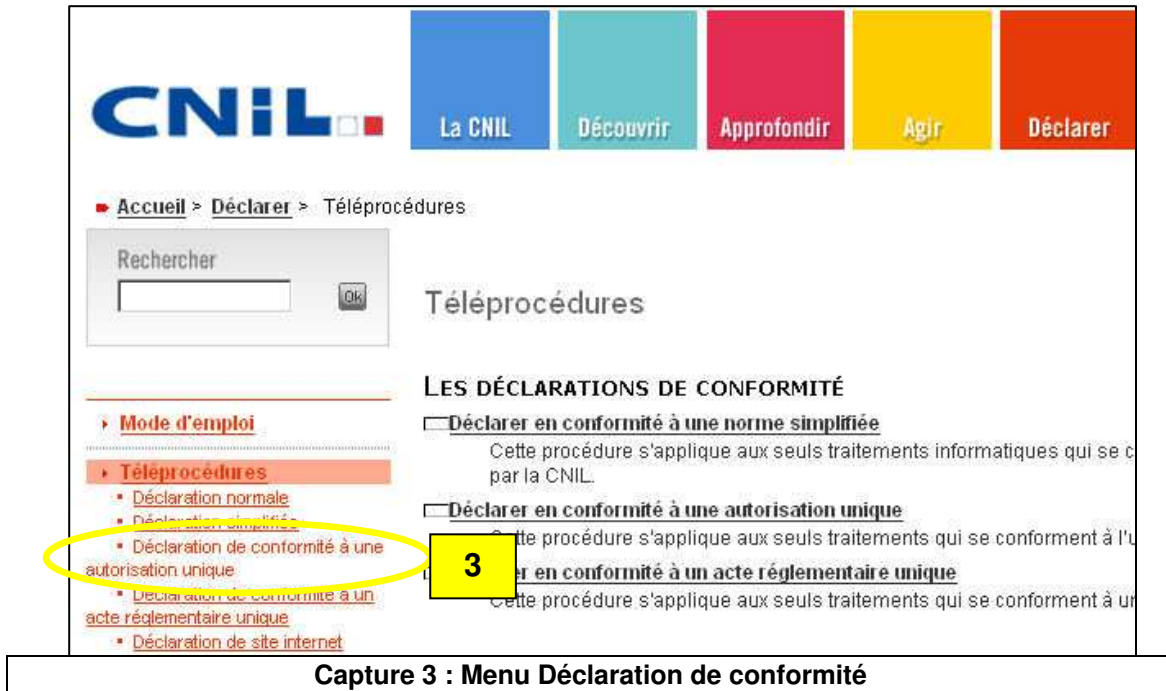 CNiL
La CNIL
Découvrir
Approfondir
Agir
Déclarer
Accueil > Déclarer > Téléprocédures
Rechercher
Ok
Téléprocédures
LES DÉCLARATIONS DE CONFORMITÉ
Déclarer en conformité à une norme simplifiée
Cette procédure s'applique aux seuls traitements informatiques qui se c
par la CNIL.
Déclarer en conformité à une autorisation unique
Cette procédure s'applique aux seuls traitements qui se conforment à l'u
er en conformité à un acte réglementaire unique
Cette procédure s'applique aux seuls traitements qui se conforment à ur
Mode d'emploi
Téléprocédures
Déclaration normale
Déclaration simplifiée
Déclaration de conformité à une
autorisation unique
Déclaration de conformité à un
acte réglementaire unique
Déclaration de site internet
3
Capture 3 : Menu Déclaration de conformité